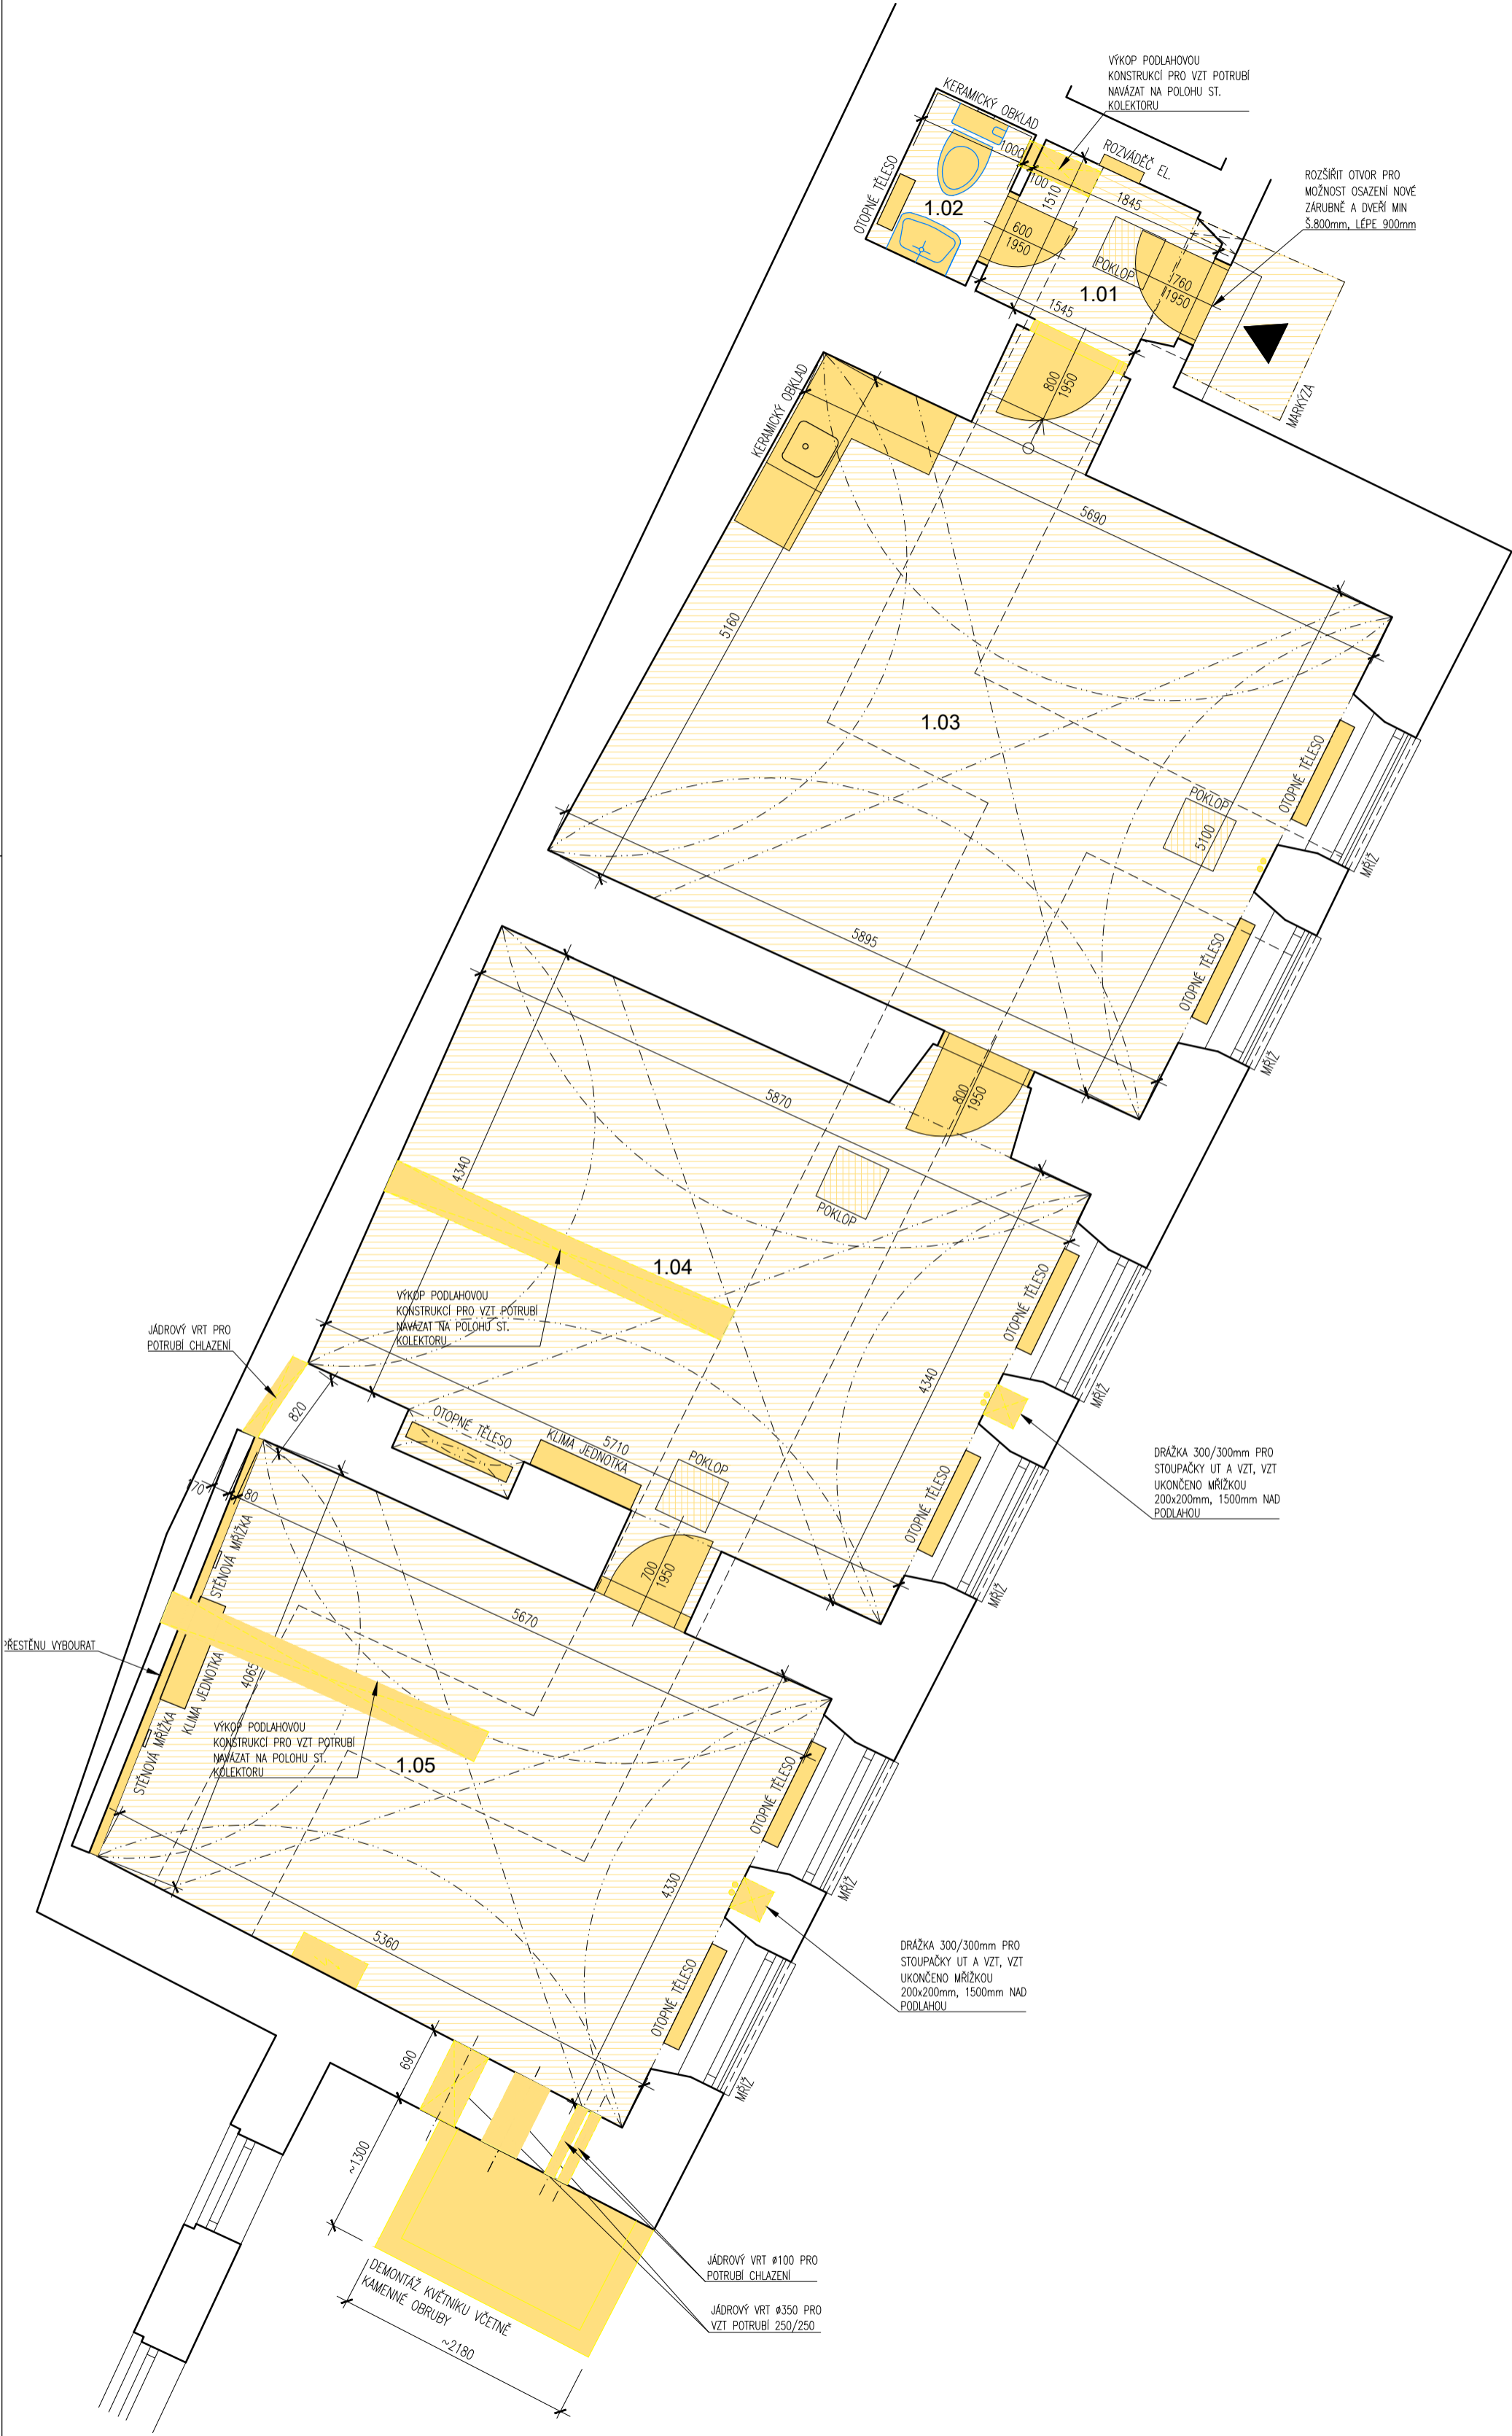 VÝKOP PODLAHOVOU
KONSTRUKCÍ PRO VZT POTRUBÍ
NAVÁZAT NA POLOHU ST.
KOLEKTORU
KERAMICKÝ OBKLAD
ROZVÁDĚČ EL.
ROZŠÍŘIT OTVOR PRO
MOŽNOST OSAZENÍ NOVÉ
ZÁRUBNĚ A DVEŘÍ MIN
Š.800mm, LÉPE 900mm
OTOPNÉ TĚLESO
1000
100
1510
1845
1.02
600
1950
POKLOP
760
1950
1.01
1545
800
1950
MARKÝZA
KERAMICKÝ OBKLAD
5690
5160
1.03
OTOPNÉ TĚLESO
POKLOP
5100
MŘÍŽ
5895
OTOPNÉ TĚLESO
MŘÍŽ
800
1950
5870
4340
POKLOP
1.04
OTOPNÉ TĚLESO
VÝKOP PODLAHOVOU
KONSTRUKCÍ PRO VZT POTRUBÍ
NAVÁZAT NA POLOHU ST.
KOLEKTORU
JÁDROVÝ VRT PRO
POTRUBÍ CHLAZENÍ
820
4340
MŘÍŽ
OTOPNÉ TĚLESO
5710
KLIMA JEDNOTKA
POKLOP
DRÁŽKA 300/300mm PRO
STOUPAČKY UT A VZT, VZT
UKONČENO MŘÍŽKOU
200x200mm, 1500mm NAD
PODLAHOU
170
80
OTOPNÉ TĚLESO
MŘÍŽ
STĚNOVÁ MŘÍŽKA
700
1950
5670
ŘESTĚNU VYBOURAT
4065
KLIMA JEDNOTKA
STĚNOVÁ MŘÍŽKA
VÝKOP PODLAHOVOU
KONSTRUKCÍ PRO VZT POTRUBÍ
NAVÁZAT NA POLOHU ST.
KOLEKTORU
1.05
OTOPNÉ TĚLESO
4330
MŘÍŽ
5360
DRÁŽKA 300/300mm PRO
STOUPAČKY UT A VZT, VZT
UKONČENO MŘÍŽKOU
200x200mm, 1500mm NAD
PODLAHOU
OTOPNÉ TĚLESO
MŘÍŽ
690
~1300
JÁDROVÝ VRT ø100 PRO
POTRUBÍ CHLAZENÍ
DEMONTÁŽ KVĚTNÍKU VČETNĚ
KAMENNÉ OBRUBY
JÁDROVÝ VRT ø350 PRO
VZT POTRUBÍ 250/250
~2180